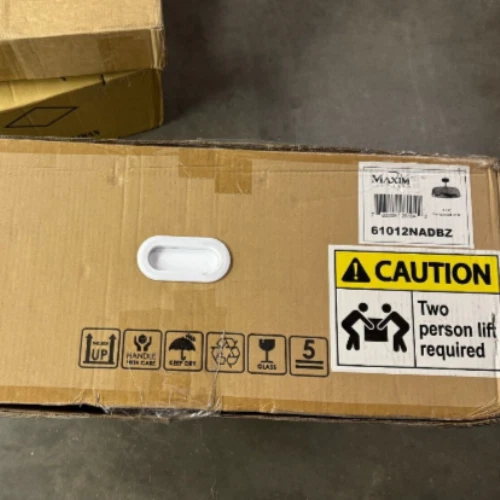 MAXIM
61012NADBZ
CAUTION
Two
person lift
required
UP
HANDLE
WITH CARE
KEEP DRY
GLASS
5